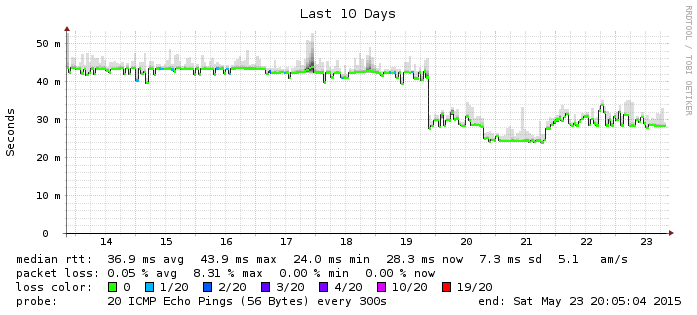 Last 10 Days
RRDTOOL / TOBI OETIKER
Seconds
50 m
40 m
30 m
20 m
10 m
0
14 15 16 17 18 19 20 21 22 23
median rtt: 36.9 ms avg 43.9 ms max 24.0 ms min 28.3 ms now 7.3 ms sd 5.1 am/s
packet loss: 0.05 % avg 8.31 % max 0.00 % min 0.00 % now
loss color: 0 1/20 2/20 3/20 4/20 10/20 19/20
probe: 20 ICMP Echo Pings (56 Bytes) every 300s end: Sat May 23 20:05:04 2015